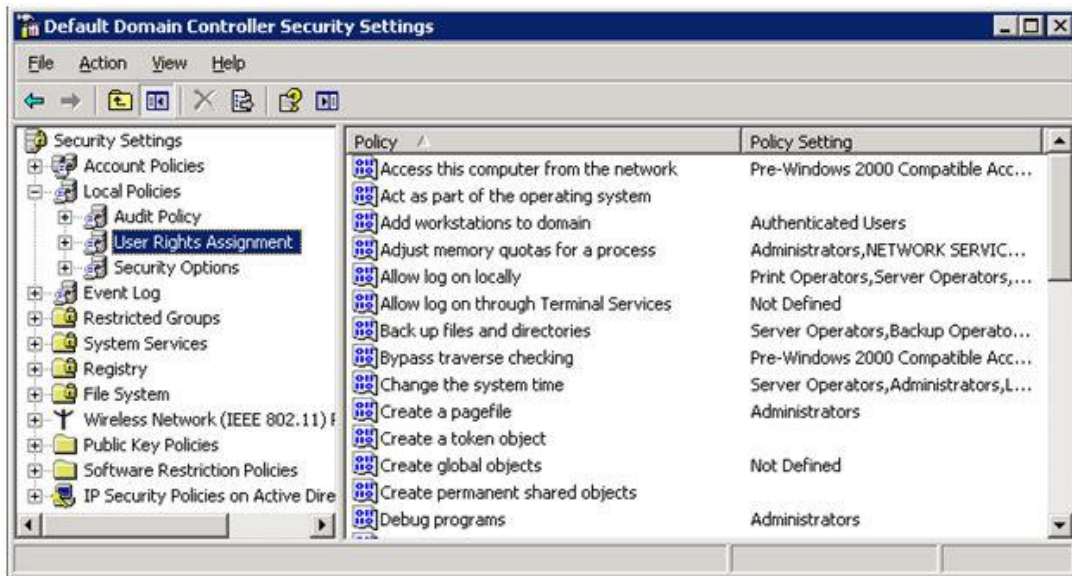 Default Domain Controller Security Settings
File Action View Help
Security Settings
Account Policies
Local Policies
Audit Policy
User Rights Assignment
Security Options
Event Log
Restricted Groups
System Services
Registry
File System
Wireless Network (IEEE 802.11) P
Public Key Policies
Software Restriction Policies
IP Security Policies on Active Dire
Policy Policy Setting
Access this computer from the network Pre-Windows 2000 Compatible Acc...
Act as part of the operating system
Add workstations to domain Authenticated Users
Adjust memory quotas for a process Administrators,NETWORK SERVIC...
Allow log on locally Print Operators,Server Operators,...
Allow log on through Terminal Services Not Defined
Back up files and directories Server Operators,Backup Operato...
Bypass traverse checking Pre-Windows 2000 Compatible Acc...
Change the system time Server Operators,Administrators,L...
Create a pagefile Administrators
Create a token object
Create global objects Not Defined
Create permanent shared objects
Debug programs Administrators